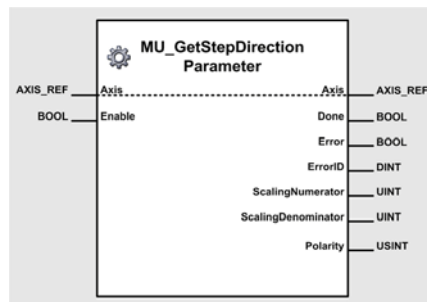 MU_GetStepDirection
Parameter
AXIS_REF Axis Axis AXIS_REF
BOOL Enable Done BOOL
Error BOOL
ErrorID DINT
ScalingNumerator UINT
ScalingDenominator UINT
Polarity USINT